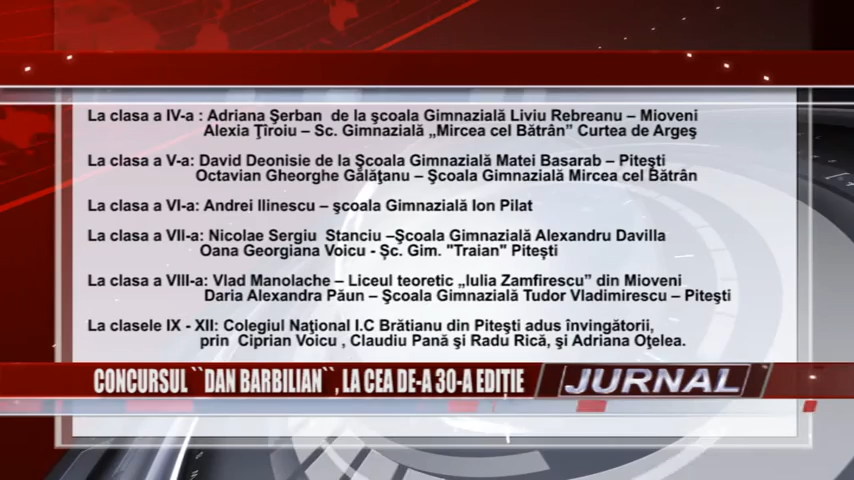 La clasa a IV-a : Adriana Şerban de la şcoala Gimnazială Liviu Rebreanu – Mioveni
Alexia Ţîroiu – Sc. Gimnazială „Mircea cel Bătrân” Curtea de Argeş
La clasa a V-a: David Deonisie de la Şcoala Gimnazială Matei Basarab – Piteşti
Octavian Gheorghe Gălăţanu – Şcoala Gimnazială Mircea cel Bătrân
La clasa a VI-a: Andrei Ilinescu – şcoala Gimnazială Ion Pilat
La clasa a VII-a: Nicolae Sergiu Stanciu –Şcoala Gimnazială Alexandru Davilla
Oana Georgiana Voicu - Șc. Gim. "Traian" Pitești
La clasa a VIII-a: Vlad Manolache – Liceul teoretic „Iulia Zamfirescu” din Mioveni
Daria Alexandra Păun – Şcoala Gimnazială Tudor Vladimirescu – Piteşti
La clasele IX - XII: Colegiul Naţional I.C Brătianu din Piteşti adus învingătorii,
prin Ciprian Voicu , Claudiu Pană şi Radu Rică, şi Adriana Oţelea.
CONCURSUL ``DAN BARBILIAN``, LA CEA DE-A 30-A EDITIE
JURNAL